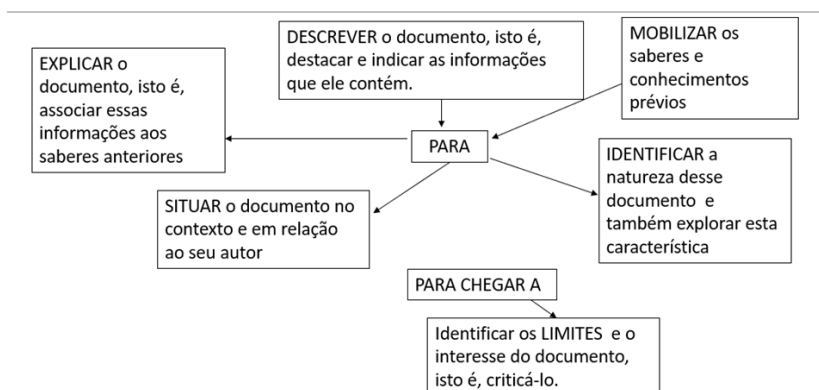 DESCREVER o documento, isto é,
destacar e indicar as informações
que ele contém.
MOBILIZAR os
saberes e
conhecimentos
prévios
EXPLICAR o
documento, isto é,
associar essas
informações aos
saberes anteriores
PARA
IDENTIFICAR a
natureza desse
documento e
também explorar esta
característica
SITUAR o documento no
contexto e em relação
ao seu autor
PARA CHEGAR A
Identificar os LIMITES e o
interesse do documento,
isto é, criticá-lo.